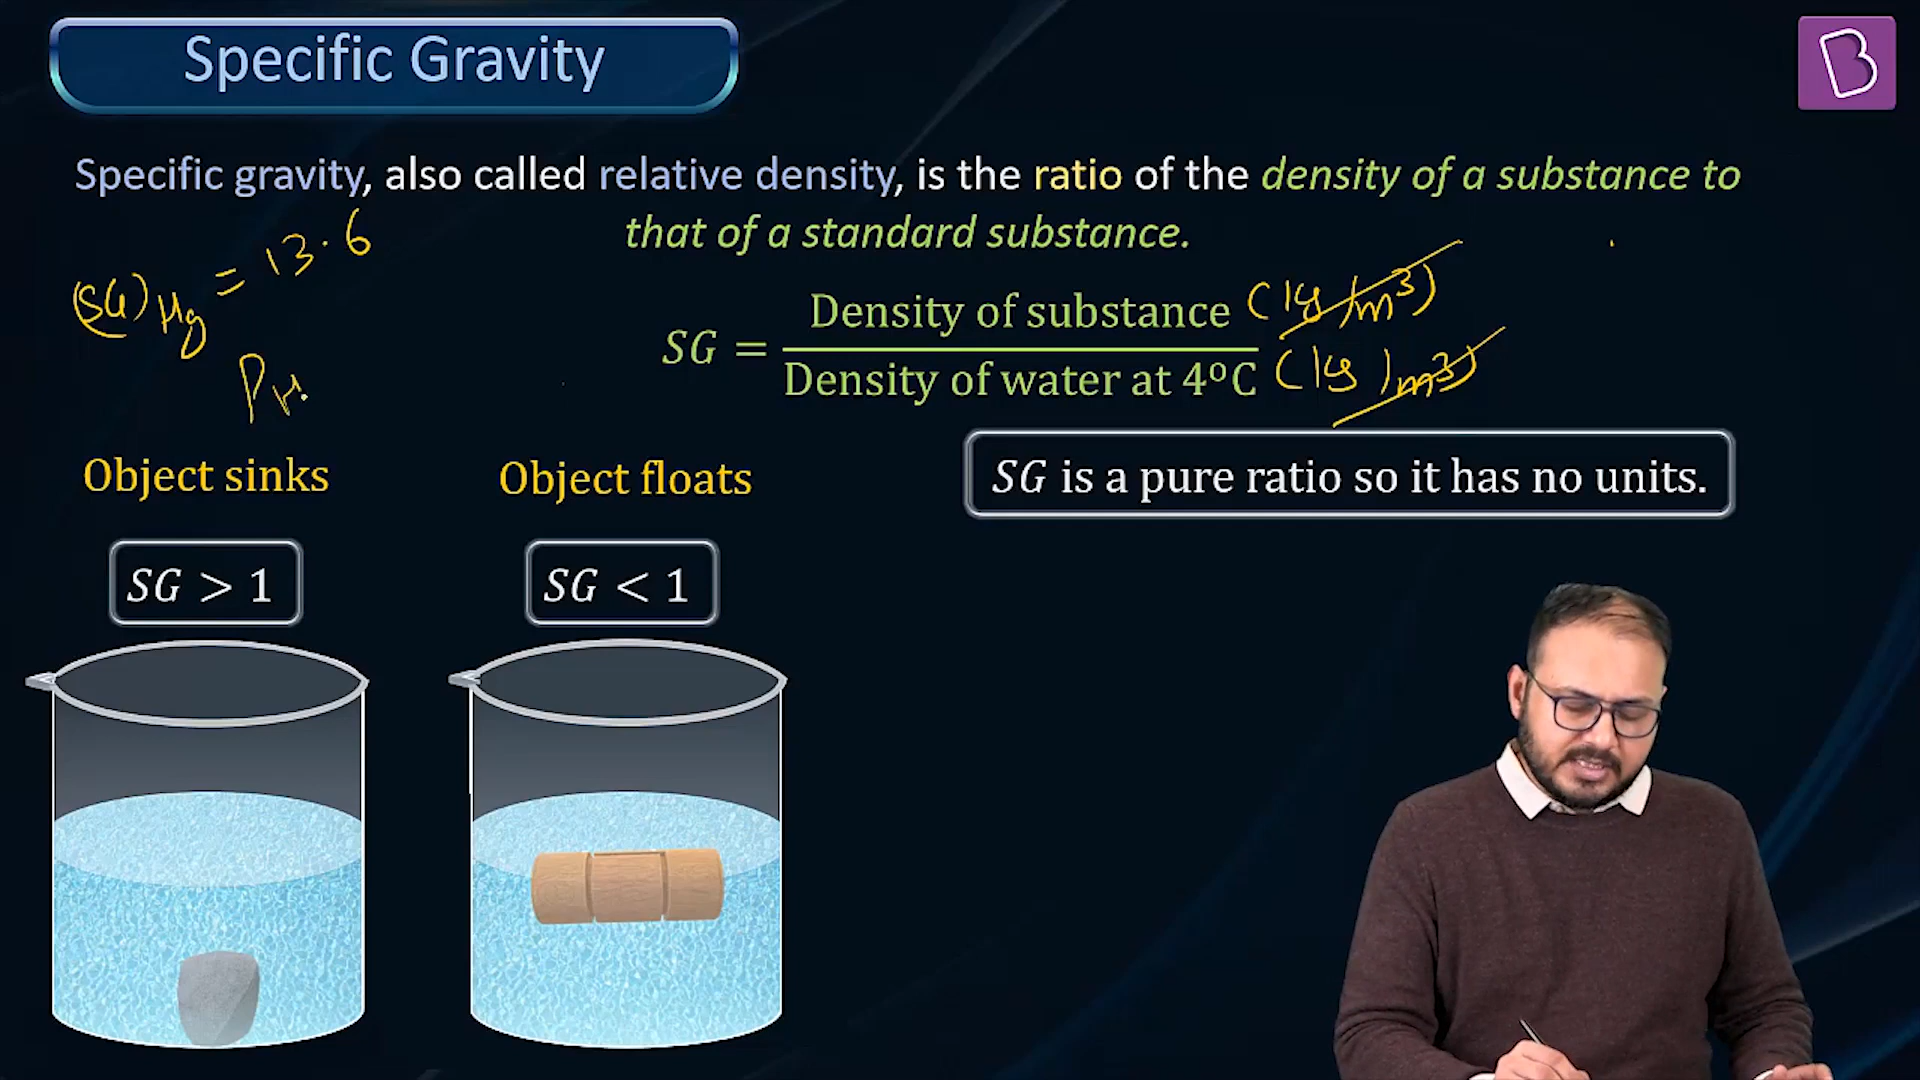 Specific Gravity
B
Specific gravity, also called relative density, is the ratio of the density of a substance to
that of a standard substance.
(SG)Hg = 13.6
SG = Density of substance (kg/m³)
Density of water at 4ºC (kg/m³)
ρH
Object sinks
Object floats
SG is a pure ratio so it has no units.
SG > 1
SG < 1